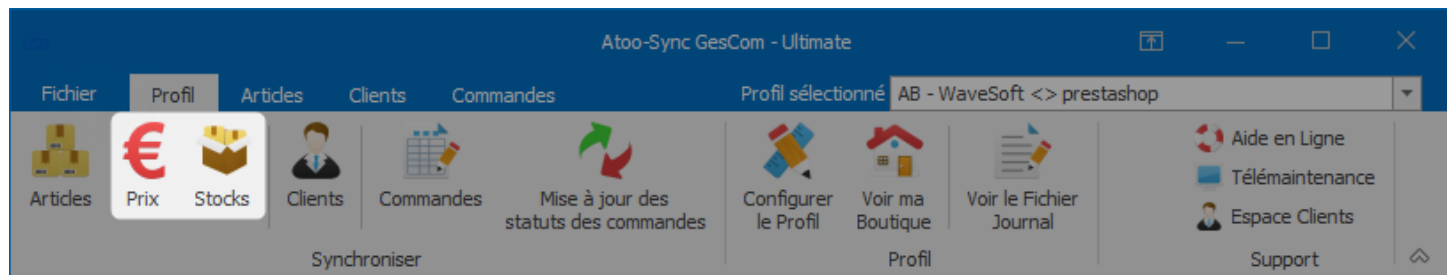 Atoo-Sync GesCom - Ultimate
Fichier Profil Articles Clients Commandes Profil sélectionné AB - WaveSoft <> prestashop
Articles Prix Stocks Clients Commandes Mise à jour des
statuts des commandes
Configurer
le Profil
Voir ma
Boutique
Voir le Fichier
Journal
Aide en Ligne
Télémaintenance
Espace Clients
Synchroniser Profil Support